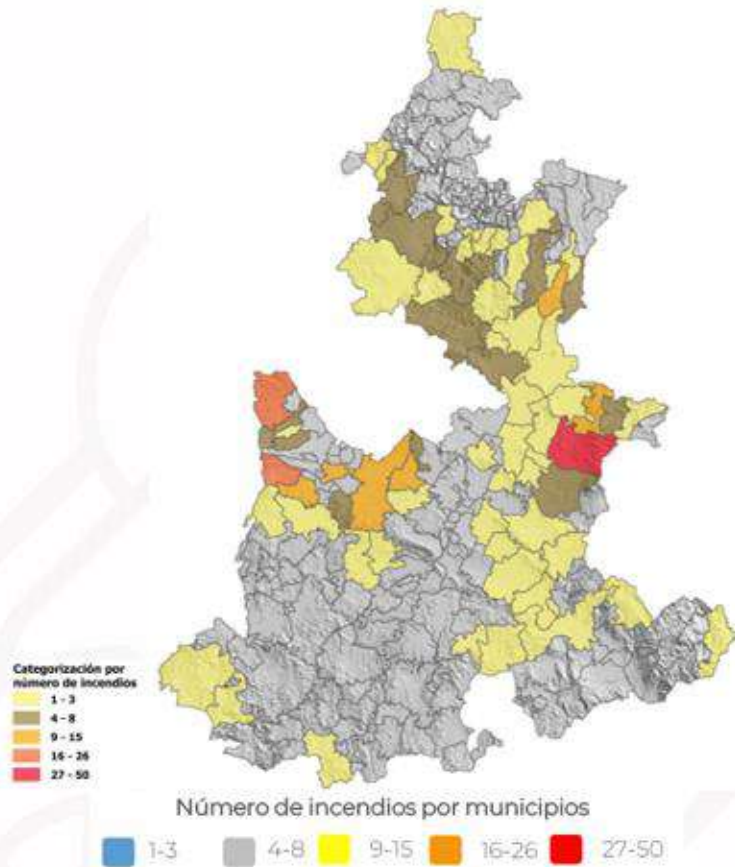 Categorización por
número de incendios
1 - 3
4 - 8
9 - 15
16 - 26
27 - 50
Número de incendios por municipios
1-3 4-8 9-15 16-26 27-50